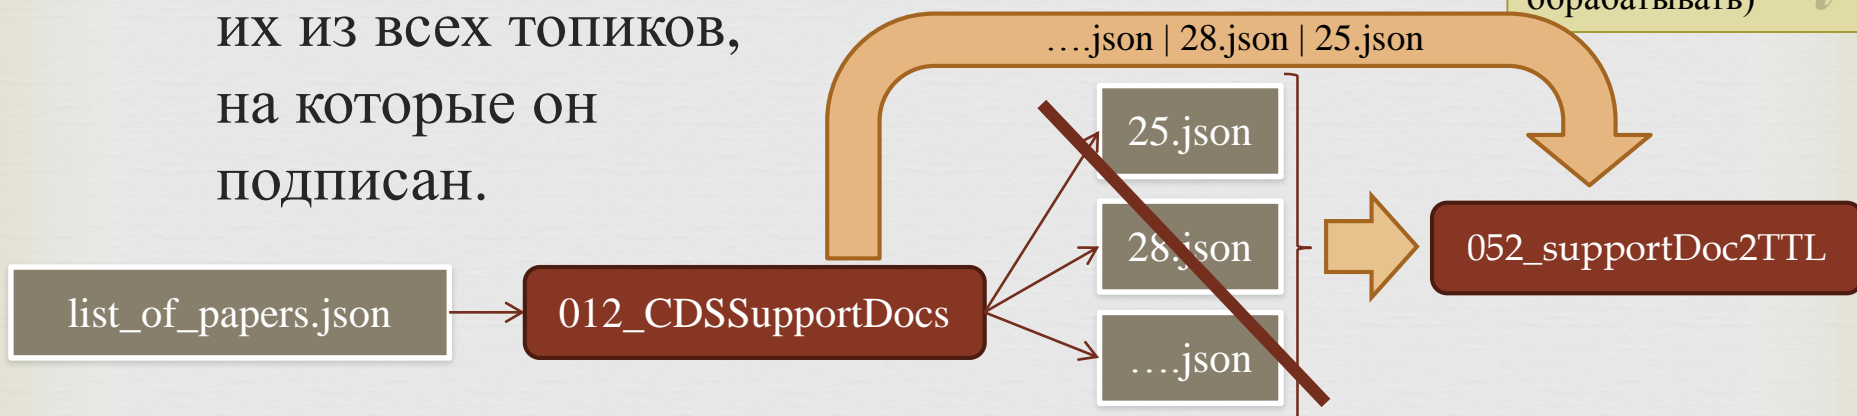 их из всех топиков,
на которые он
подписан.
обрабатывать)
….json | 28.json | 25.json
25.json
28.json
….json
list_of_papers.json
012_CDSSupportDocs
052_supportDoc2TTL